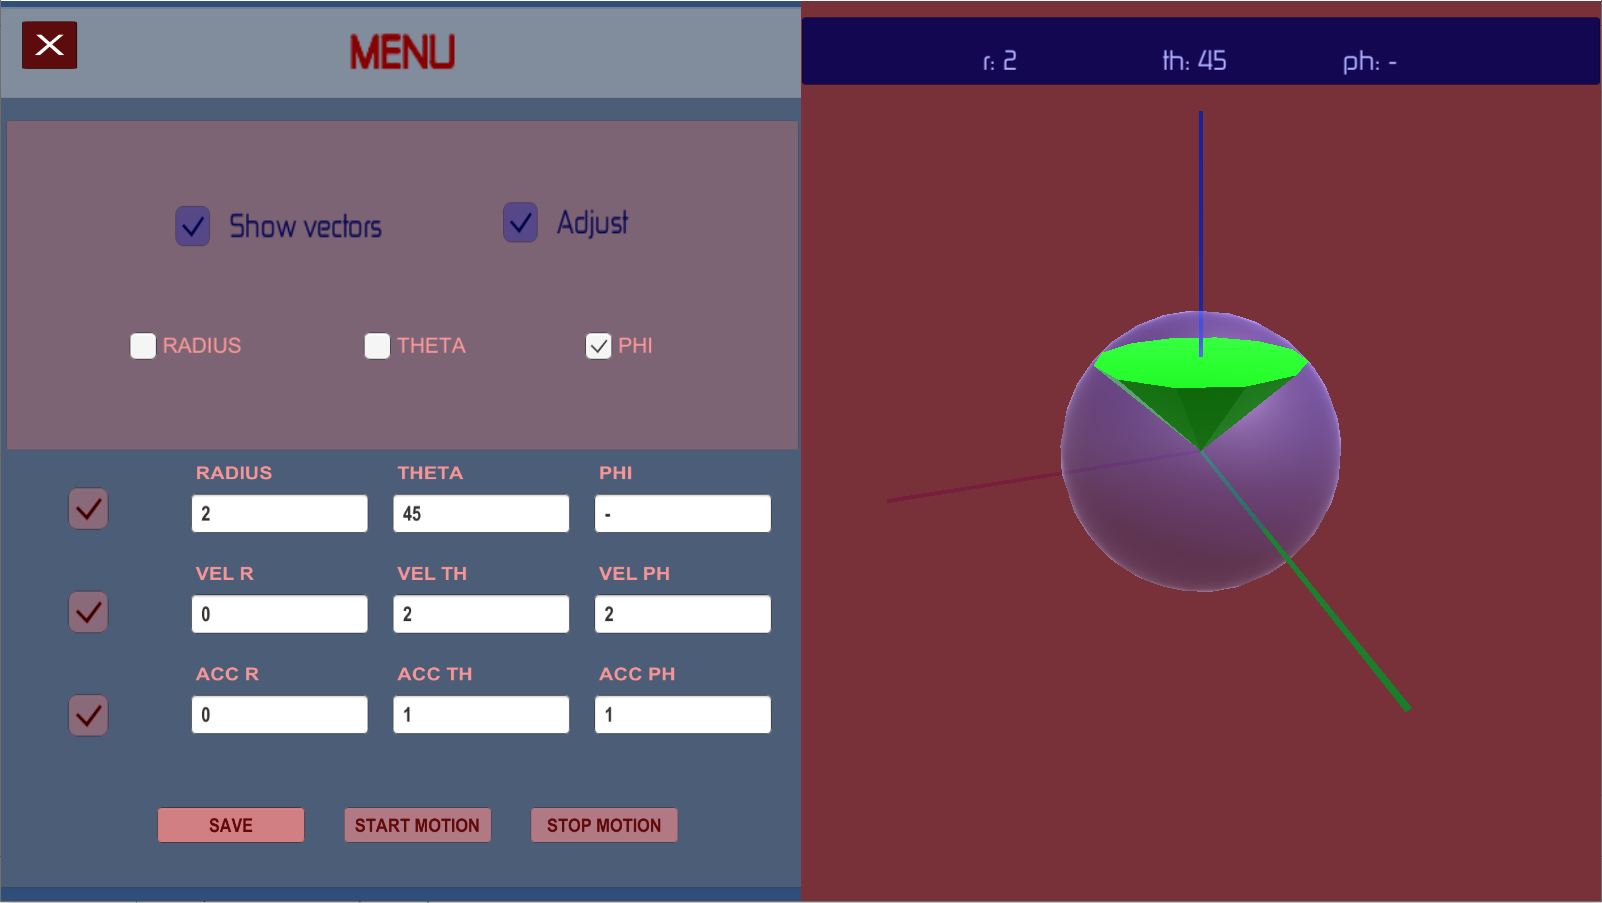 MENU
r: 2 th: 45 ph: -
Show vectors Adjust
RADIUS THETA PHI
RADIUS THETA PHI
2 45 -
VEL R VEL TH VEL PH
0 2 2
ACC R ACC TH ACC PH
0 1 1
SAVE START MOTION STOP MOTION